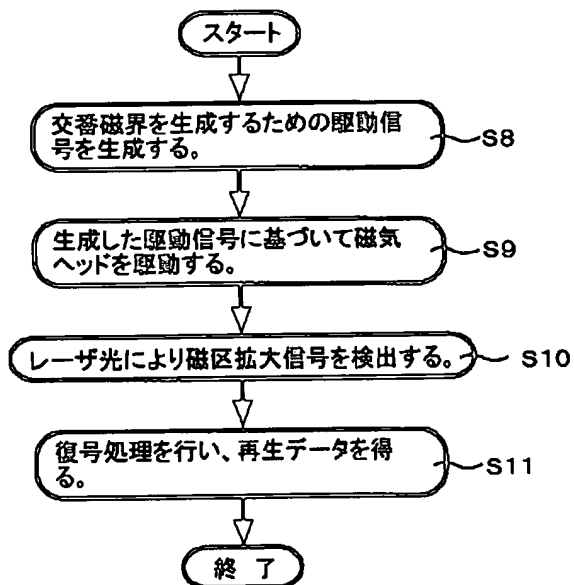 スタート
交番磁界を生成するための駆動信
号を生成する。
S8
生成した駆動信号に基づいて磁気
ヘッドを駆動する。
S9
レーザ光により磁区拡大信号を検出する。
S10
復号処理を行い、再生データを得
る。
S11
終 了